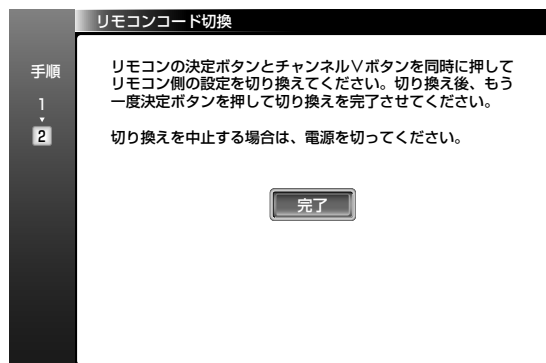 リモコンコード切換
手順
1
2
リモコンの決定ボタンとチャンネル∨ボタンを同時に押して
リモコン側の設定を切り換えてください。切り換え後、もう
一度決定ボタンを押して切り換えを完了させてください。
切り換えを中止する場合は、電源を切ってください。
完了